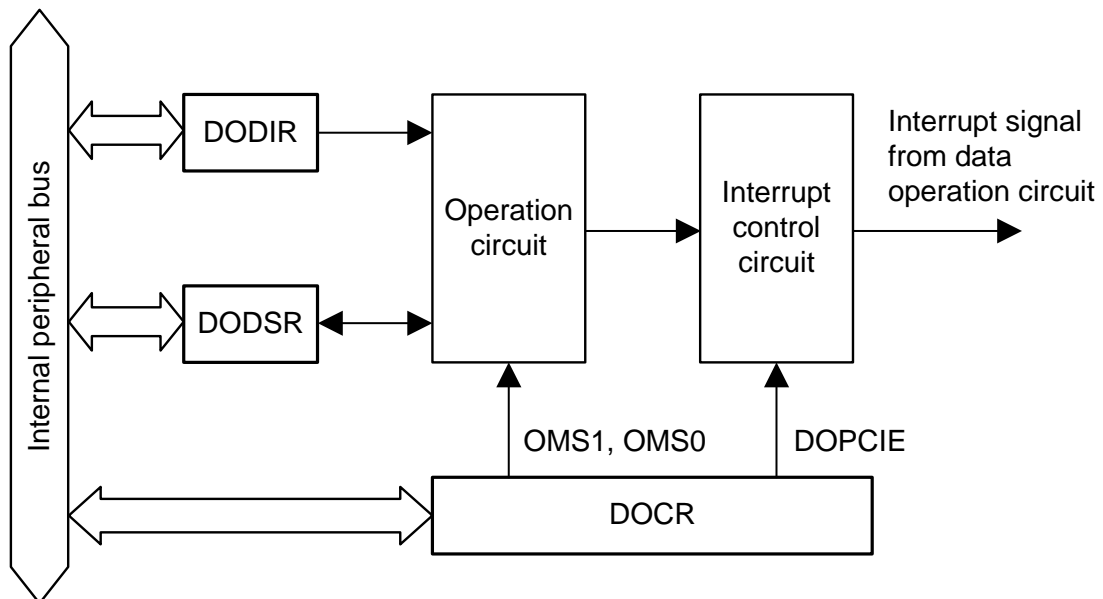 Internal peripheral bus
DODIR
DODSR
Operation
circuit
Interrupt
control
circuit
Interrupt signal
from data
operation circuit
OMS1, OMS0
DOPCIE
DOCR